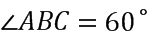 ∠ABC = 60°